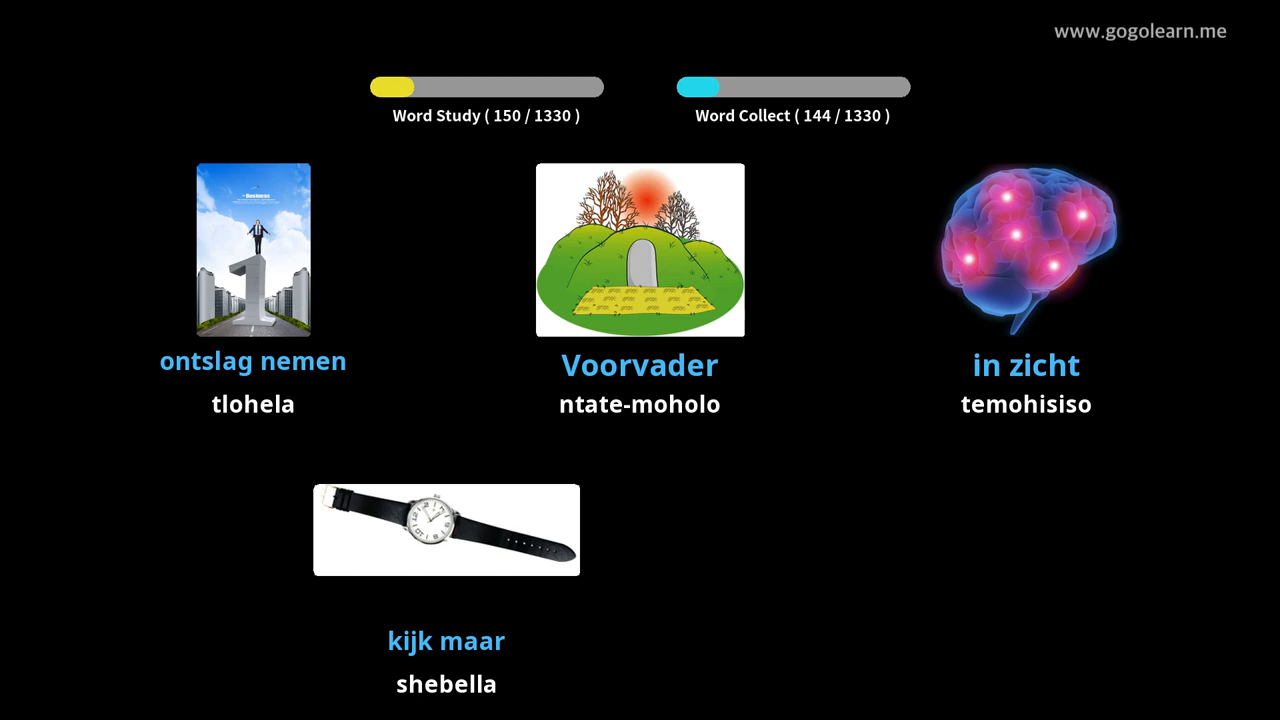 www.gogolearn.me
Word Study ( 150 / 1330 )
Word Collect ( 144 / 1330 )
ontslag nemen
tlohela
Voorvader
ntate-moholo
in zicht
temohisiso
kijk maar
shebella